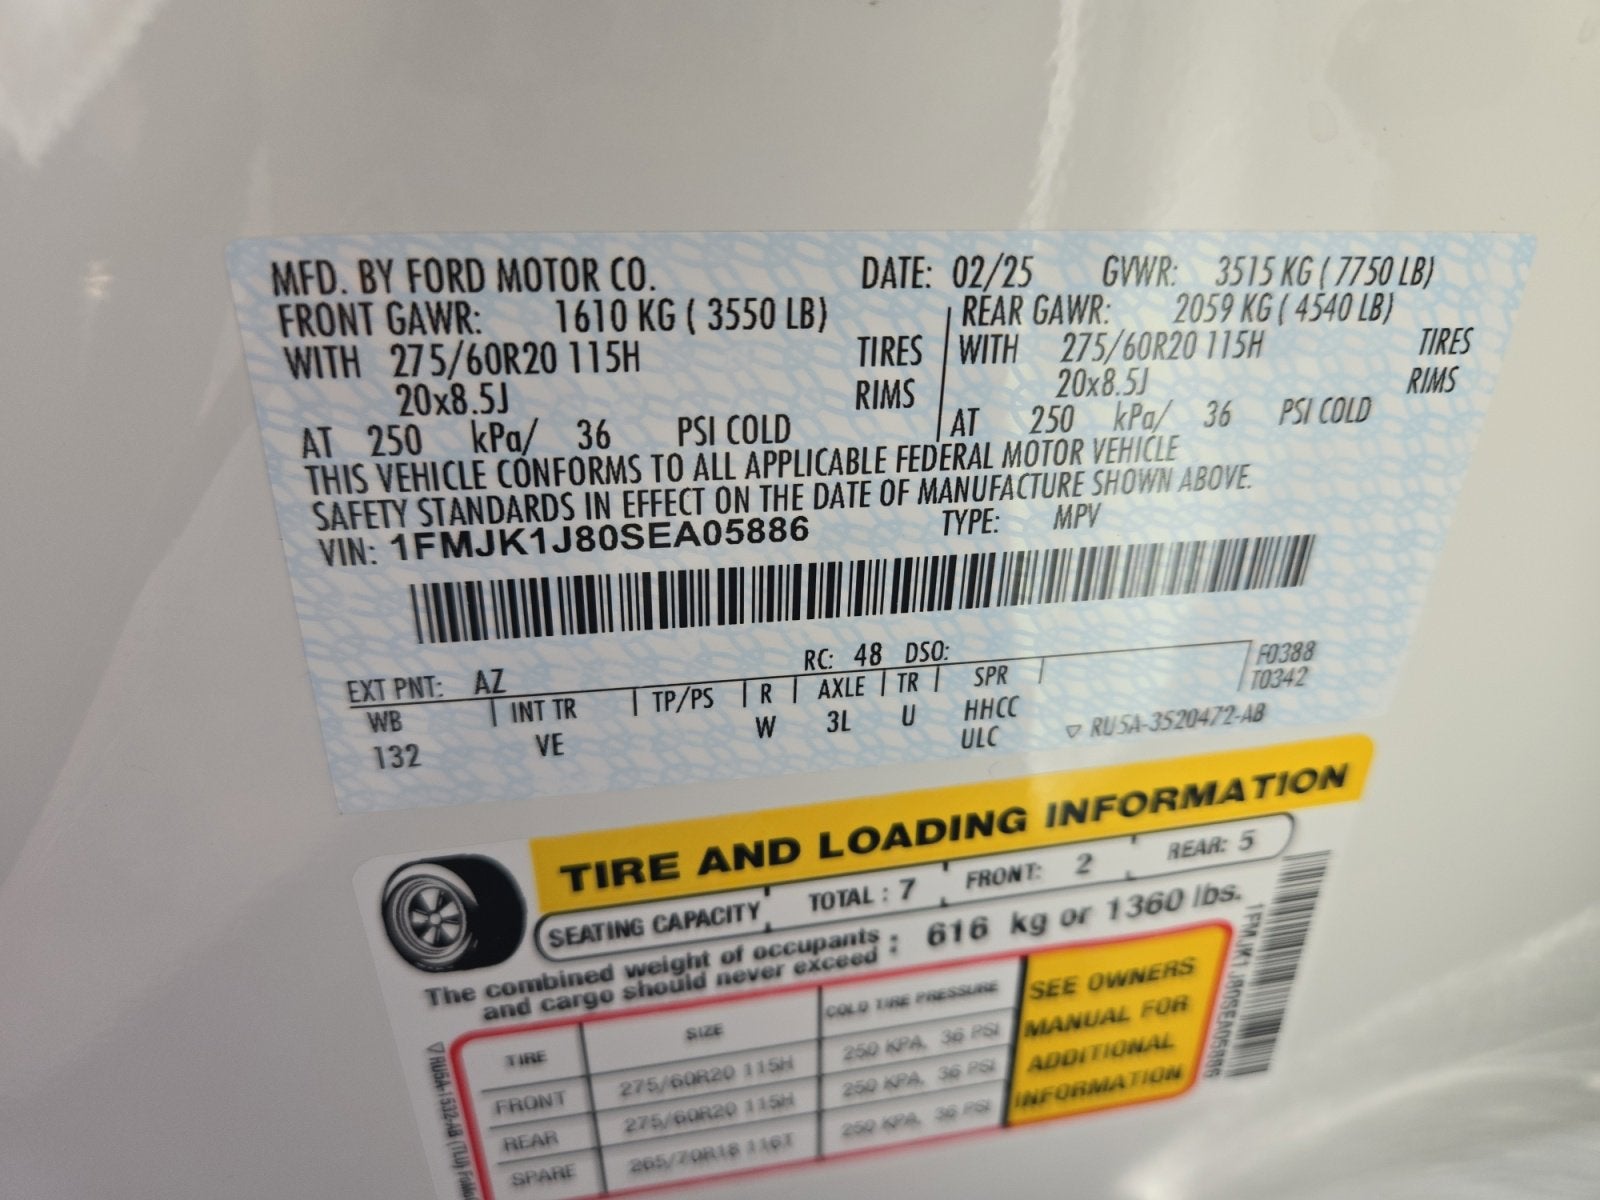 MFD. BY FORD MOTOR CO. DATE: 02/25 GVWR: 3515 KG ( 7750 LB)
FRONT GAWR: 1610 KG ( 3550 LB) REAR GAWR: 2059 KG ( 4540 LB)
WITH 275/60R20 115H TIRES WITH 275/60R20 115H TIRES
20x8.5J RIMS 20x8.5J RIMS
AT 250 kPa/ 36 PSI COLD AT 250 kPa/ 36 PSI COLD
THIS VEHICLE CONFORMS TO ALL APPLICABLE FEDERAL MOTOR VEHICLE
SAFETY STANDARDS IN EFFECT ON THE DATE OF MANUFACTURE SHOWN ABOVE.
VIN: 1FMJK1J80SEA05886 TYPE: MPV
EXT PNT: AZ RC: 48 DSO: F0388
WB INT TR TP/PS R AXLE TR SPR T0342
132 VE W 3L U HHCC
ULC ▽ RU5A-3520472-AB
TIRE AND LOADING INFORMATION
SEATING CAPACITY TOTAL : 7 FRONT: 2 REAR: 5
The combined weight of occupants
and cargo should never exceed : 616 kg or 1360 lbs.
TIRE SIZE COLD TIRE PRESSURE
FRONT 275/60R20 115H 250 KPA, 36 PSI
REAR 275/60R20 115H 250 KPA, 36 PSI
SPARE 265/70R18 116T 250 KPA, 36 PSI
SEE OWNERS
MANUAL FOR
ADDITIONAL
INFORMATION
1FMJK1J80SEA05886